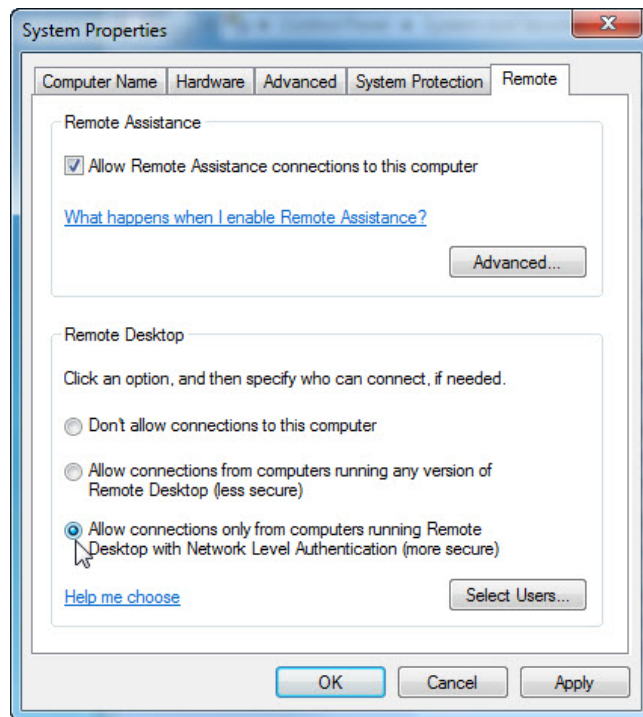 System Properties
Computer Name
Hardware
Advanced
System Protection
Remote
Remote Assistance
Allow Remote Assistance connections to this computer
What happens when I enable Remote Assistance?
Advanced...
Remote Desktop
Click an option, and then specify who can connect, if needed.
Don't allow connections to this computer
Allow connections from computers running any version of
Remote Desktop (less secure)
Allow connections only from computers running Remote
Desktop with Network Level Authentication (more secure)
Help me choose
Select Users...
OK
Cancel
Apply